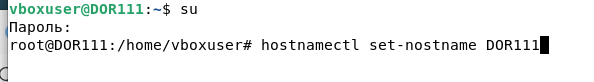 vboxuser@DOR111:~$ su
Пароль:
root@DOR111:/home/vboxuser# hostnamectl set-nostname DOR111